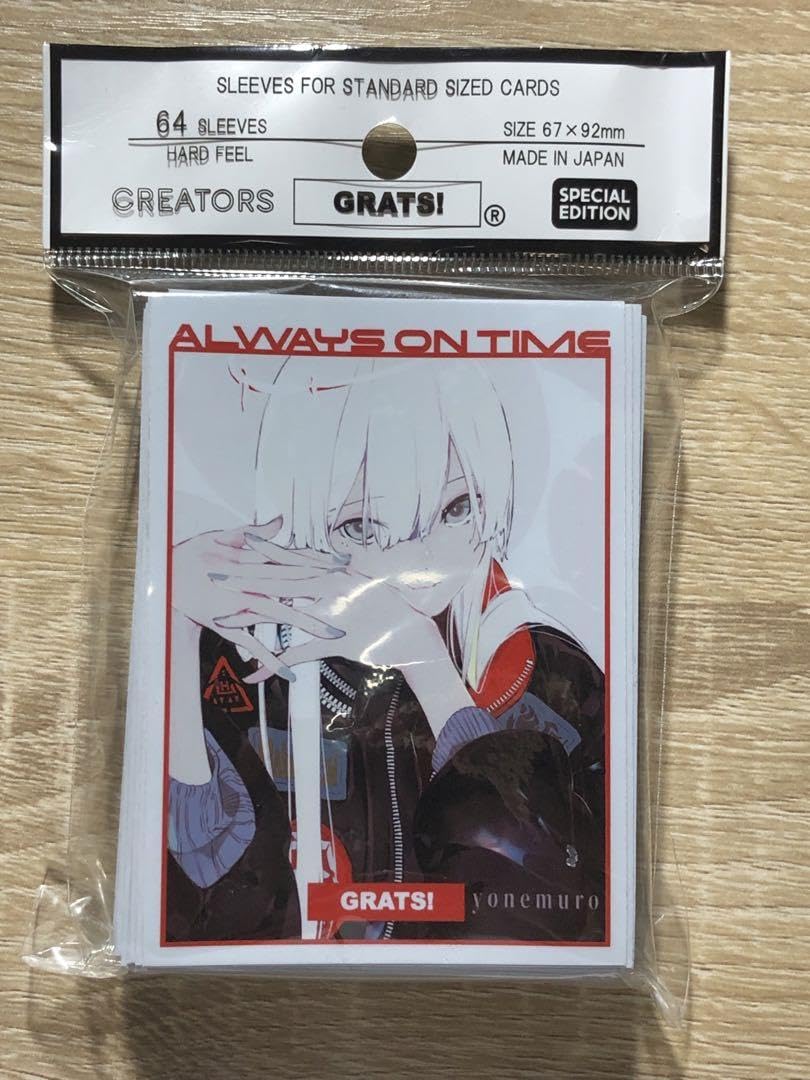 SLEEVES FOR STANDARD SIZED CARDS
64 SLEEVES
HARD FEEL
SIZE 67×92mm
MADE IN JAPAN
CREATORS
GRATS!
®
SPECIAL
EDITION
ALWAYS ON TIME
GRATS!
yonemuro